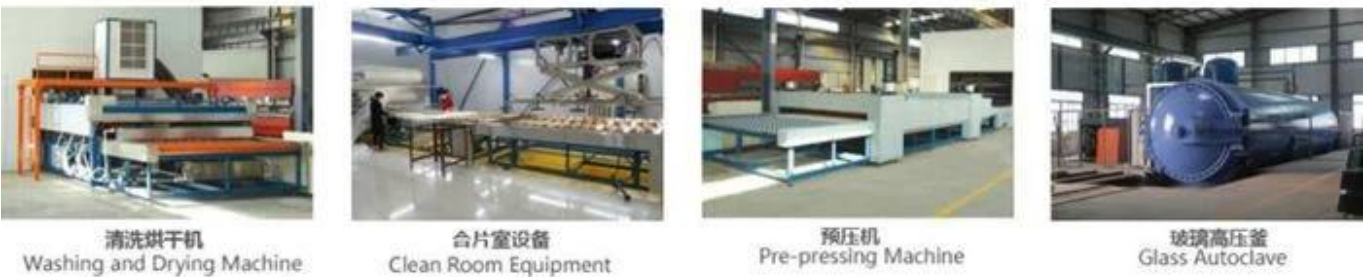 清洗烘干机
Washing and Drying Machine
合片室设备
Clean Room Equipment
预压机
Pre-pressing Machine
玻璃高压釜
Glass Autoclave